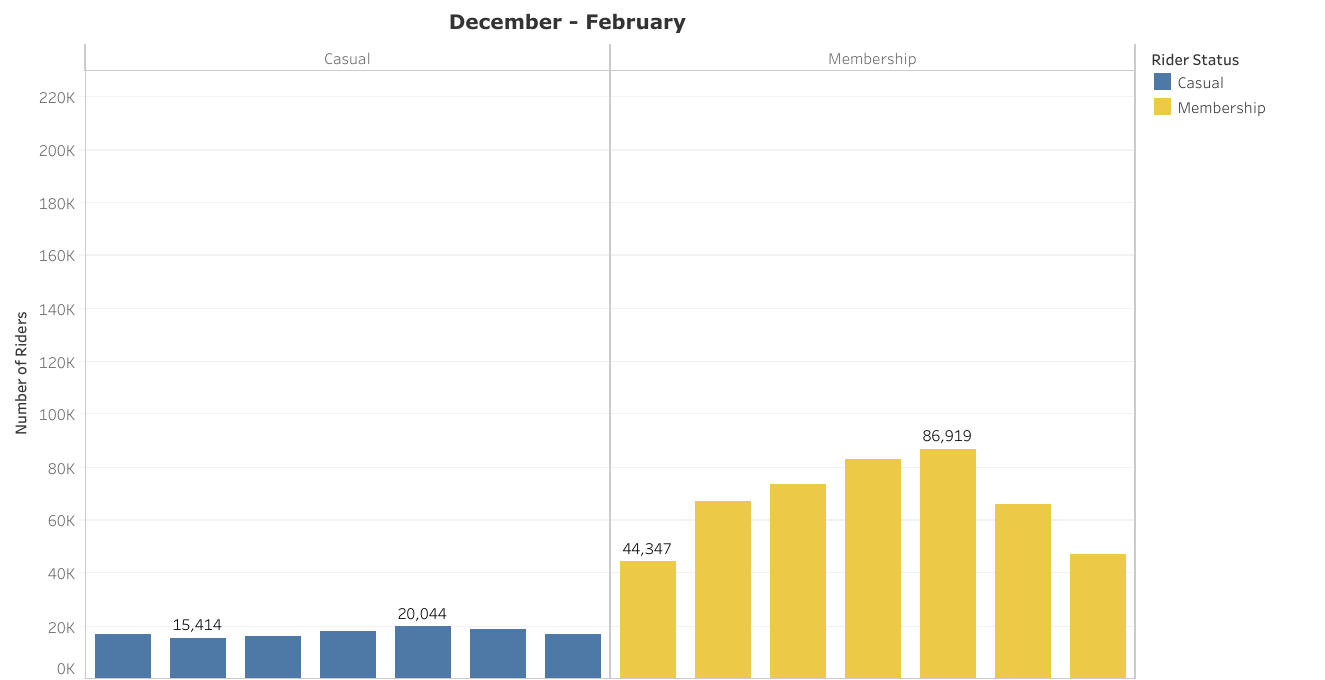 December - February
Casual
Membership
Rider Status
Casual
Membership
Number of Riders
220K
200K
180K
160K
140K
120K
100K
80K
60K
40K
20K
0K
15,414
20,044
44,347
86,919